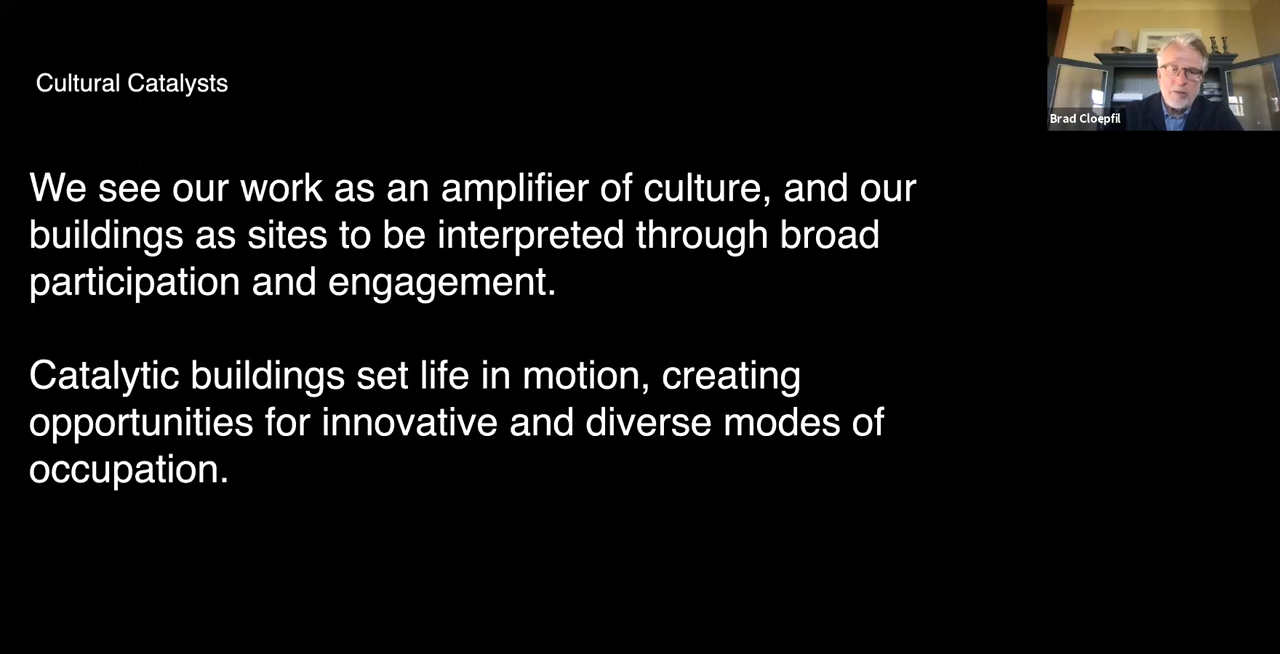 Cultural Catalysts
Brad Cloepfil
We see our work as an amplifier of culture, and our
buildings as sites to be interpreted through broad
participation and engagement.
Catalytic buildings set life in motion, creating
opportunities for innovative and diverse modes of
occupation.